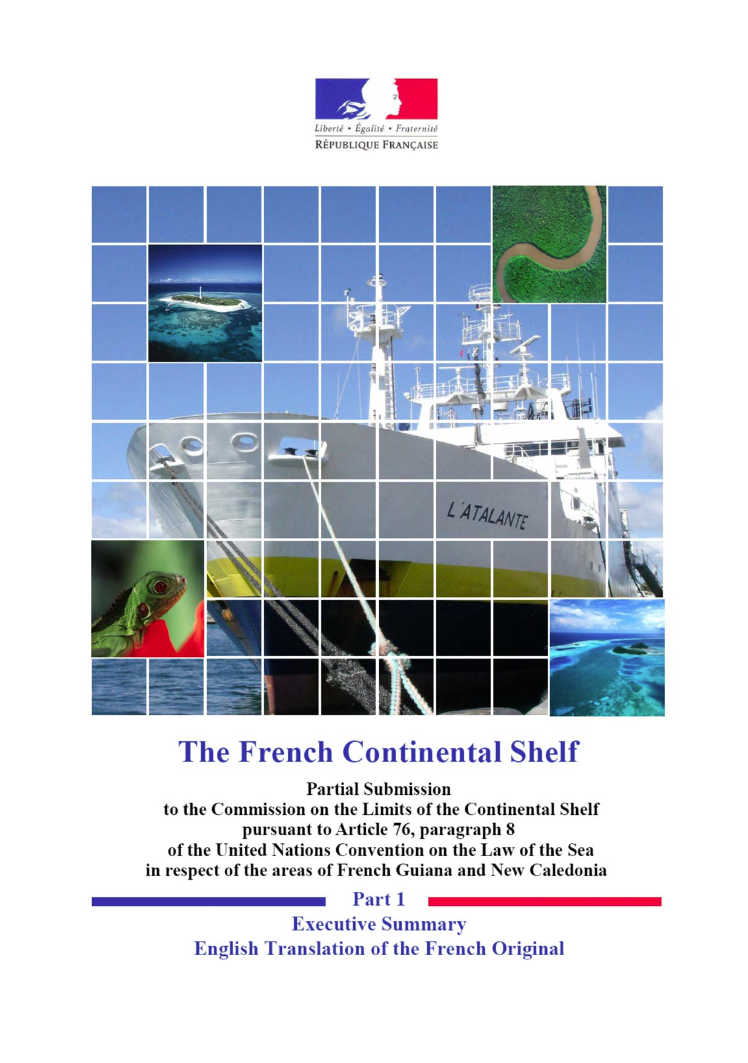 Liberté • Égalité • Fraternité
RÉPUBLIQUE FRANÇAISE
L'ATALANTE
The French Continental Shelf
Partial Submission
to the Commission on the Limits of the Continental Shelf
pursuant to Article 76, paragraph 8
of the United Nations Convention on the Law of the Sea
in respect of the areas of French Guiana and New Caledonia
Part 1
Executive Summary
English Translation of the French Original